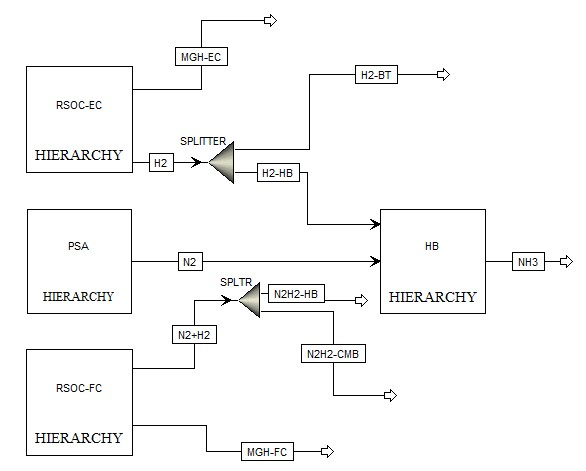 MGH-EC
H2-BT
RSOC-EC
HIERARCHY
SPLITTER
H2
H2-HB
PSA
HIERARCHY
N2
HB
HIERARCHY
NH3
SPLTR
N2H2-HB
N2+H2
N2H2-CMB
RSOC-FC
HIERARCHY
MGH-FC